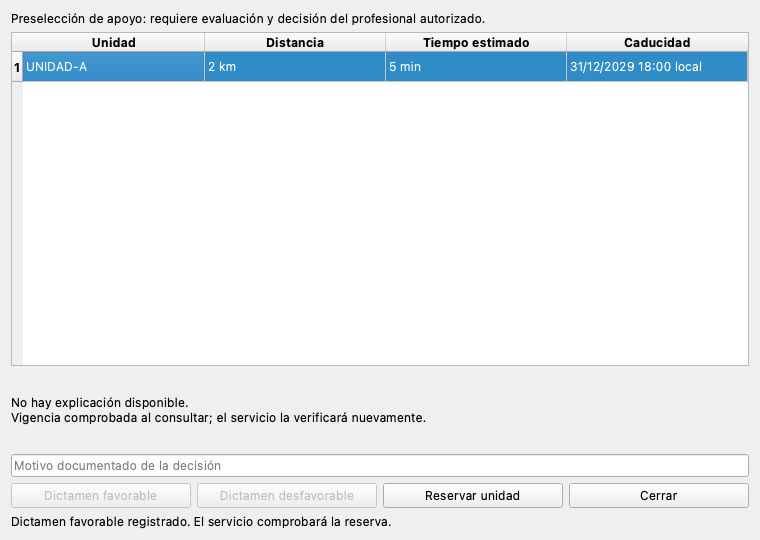 Preselección de apoyo: requiere evaluación y decisión del profesional autorizado.
Unidad Distancia Tiempo estimado Caducidad
1 UNIDAD-A 2 km 5 min 31/12/2029 18:00 local
No hay explicación disponible.
Vigencia comprobada al consultar; el servicio la verificará nuevamente.
Motivo documentado de la decisión
Dictamen favorable Dictamen desfavorable Reservar unidad Cerrar
Dictamen favorable registrado. El servicio comprobará la reserva.